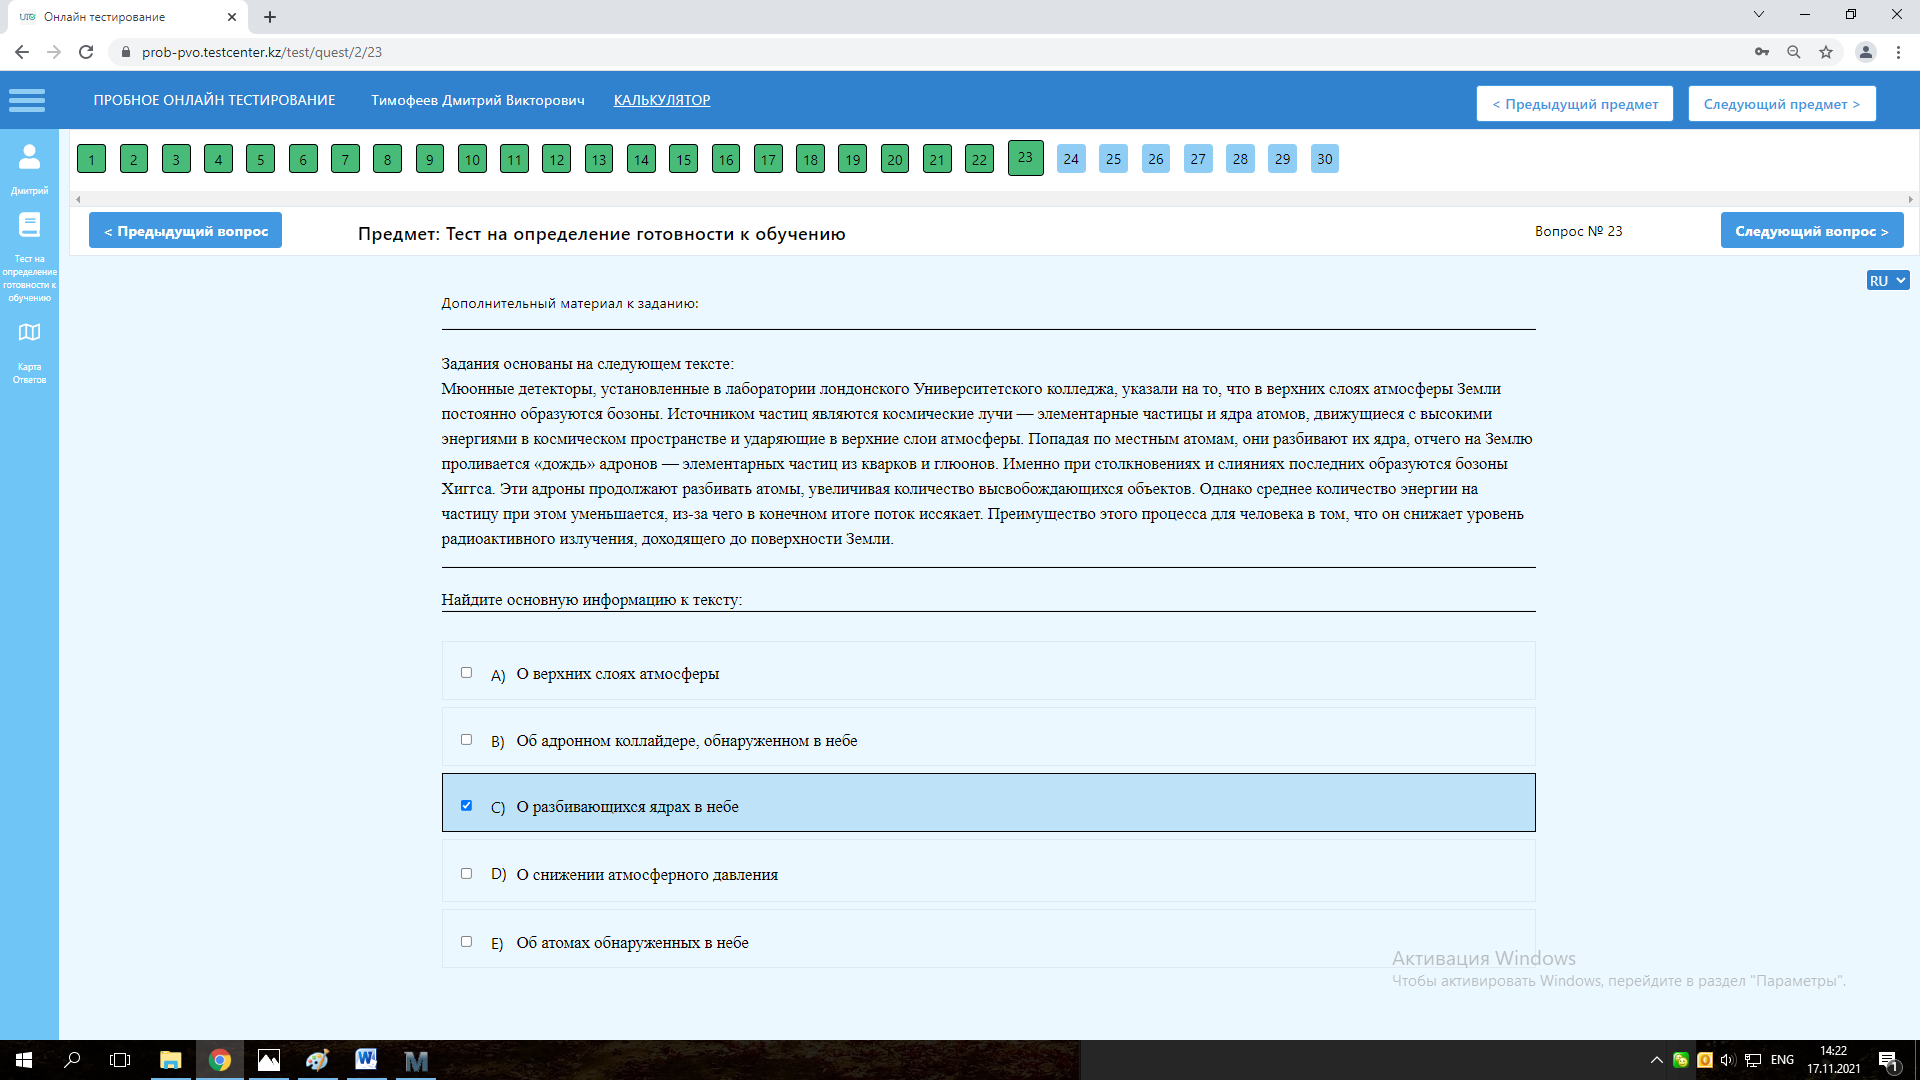 Онлайн тестирование
prob-pvo.testcenter.kz/test/quest/2/23
ПРОБНОЕ ОНЛАЙН ТЕСТИРОВАНИЕ Тимофеев Дмитрий Викторович КАЛЬКУЛЯТОР < Предыдущий предмет Следующий предмет >
1 2 3 4 5 6 7 8 9 10 11 12 13 14 15 16 17 18 19 20 21 22 23 24 25 26 27 28 29 30
Дмитрий
Тест на
определение
готовности к
обучению
Карта
Ответов
< Предыдущий вопрос Предмет: Тест на определение готовности к обучению Вопрос № 23 Следующий вопрос >
RU
Дополнительный материал к заданию:
Задания основаны на следующем тексте:
Мюонные детекторы, установленные в лаборатории лондонского Университетского колледжа, указали на то, что в верхних слоях атмосферы Земли
постоянно образуются бозоны. Источником частиц являются космические лучи — элементарные частицы и ядра атомов, движущиеся с высокими
энергиями в космическом пространстве и ударяющие в верхние слои атмосферы. Попадая по местным атомам, они разбивают их ядра, отчего на Землю
проливается «дождь» адронов — элементарных частиц из кварков и глюонов. Именно при столкновениях и слияниях последних образуются бозоны
Хиггса. Эти адроны продолжают разбивать атомы, увеличивая количество высвобождающихся объектов. Однако среднее количество энергии на
частицу при этом уменьшается, из-за чего в конечном итоге поток иссякает. Преимущество этого процесса для человека в том, что он снижает уровень
радиоактивного излучения, доходящего до поверхности Земли.
Найдите основную информацию к тексту:
A) О верхних слоях атмосферы
B) Об адронном коллайдере, обнаруженном в небе
C) О разбивающихся ядрах в небе
D) О снижении атмосферного давления
E) Об атомах обнаруженных в небе
Активация Windows
Чтобы активировать Windows, перейдите в раздел "Параметры".
ENG
14:22
17.11.2021
1